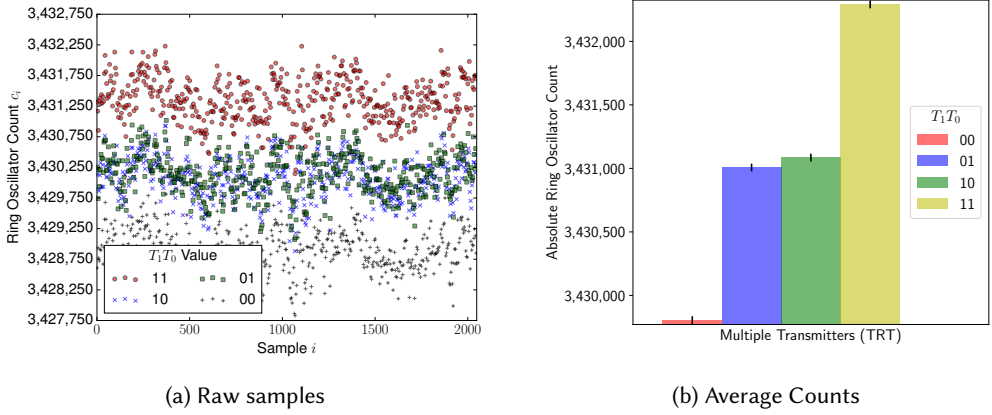 3,432,750
3,432,250
3,431,750
3,431,250
3,430,750
3,430,250
3,429,750
3,429,250
3,428,750
3,428,250
3,427,750
Ring Oscillator Count cᵢ
T₁T₀ Value
11 01
10 00
0 500 1000 1500 2000
Sample i
(a) Raw samples
3,432,000
3,431,500
3,431,000
3,430,500
3,430,000
Absolute Ring Oscillator Count
T₁T₀
00
01
10
11
Multiple Transmitters (TRT)
(b) Average Counts